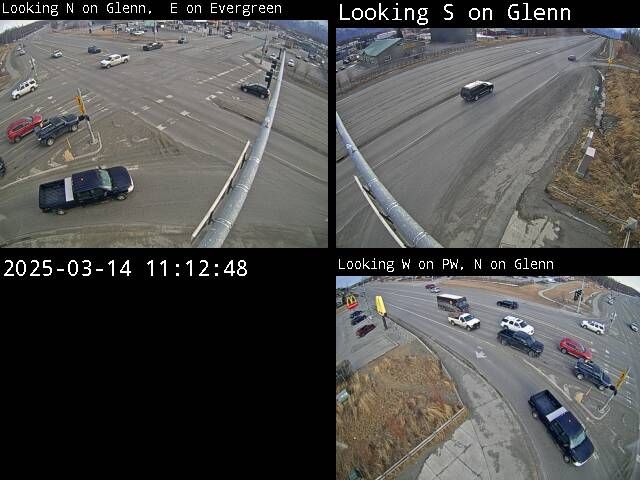 Looking N on Glenn,  E on Evergreen
Looking S on Glenn
2025-03-14 11:12:48
Looking W on PW, N on Glenn